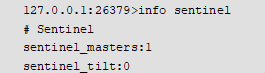 127.0.0.1:26379>info sentinel
# Sentinel
sentinel_masters:1
sentinel_tilt:0